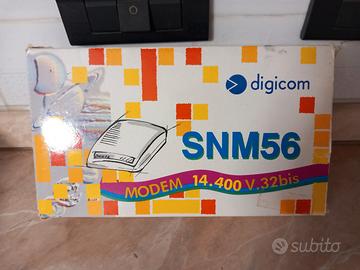 digicom
SNM56
MODEM 14.400 V.32bis
subito